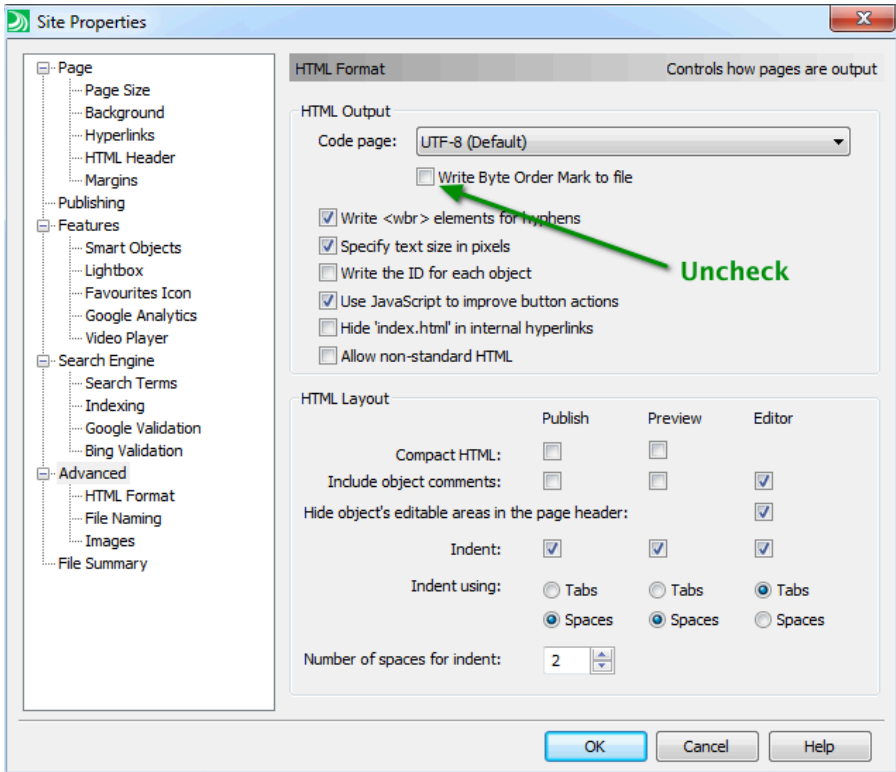 Site Properties
Page
Page Size
Background
Hyperlinks
HTML Header
Margins
Publishing
Features
Smart Objects
Lightbox
Favourites Icon
Google Analytics
Video Player
Search Engine
Search Terms
Indexing
Google Validation
Bing Validation
Advanced
HTML Format
File Naming
Images
File Summary
HTML Format Controls how pages are output
HTML Output
Code page: UTF-8 (Default)
Write Byte Order Mark to file
Write <wbr> elements for hyphens
Specify text size in pixels
Uncheck
Write the ID for each object
Use JavaScript to improve button actions
Hide 'index.html' in internal hyperlinks
Allow non-standard HTML
HTML Layout
Publish Preview Editor
Compact HTML:
Include object comments:
Hide object's editable areas in the page header:
Indent:
Indent using: Tabs Tabs Tabs
Spaces Spaces Spaces
Number of spaces for indent: 2
OK Cancel Help